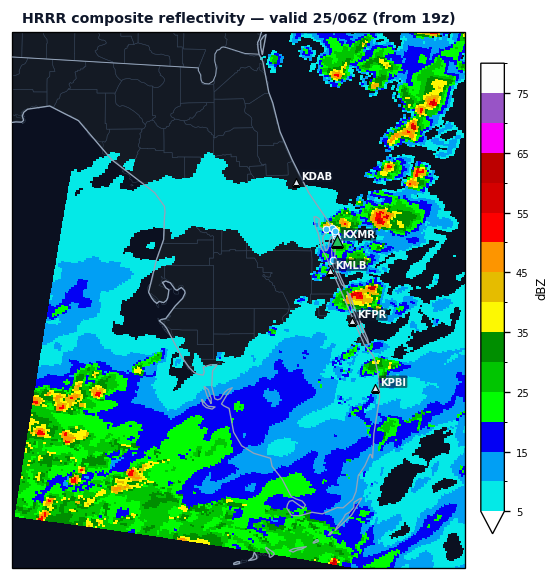 HRRR composite reflectivity — valid 25/06Z (from 19z)
KDAB
KXMR
KMLB
KFPR
KPBI
75
65
55
45
35
25
15
5
dBZ